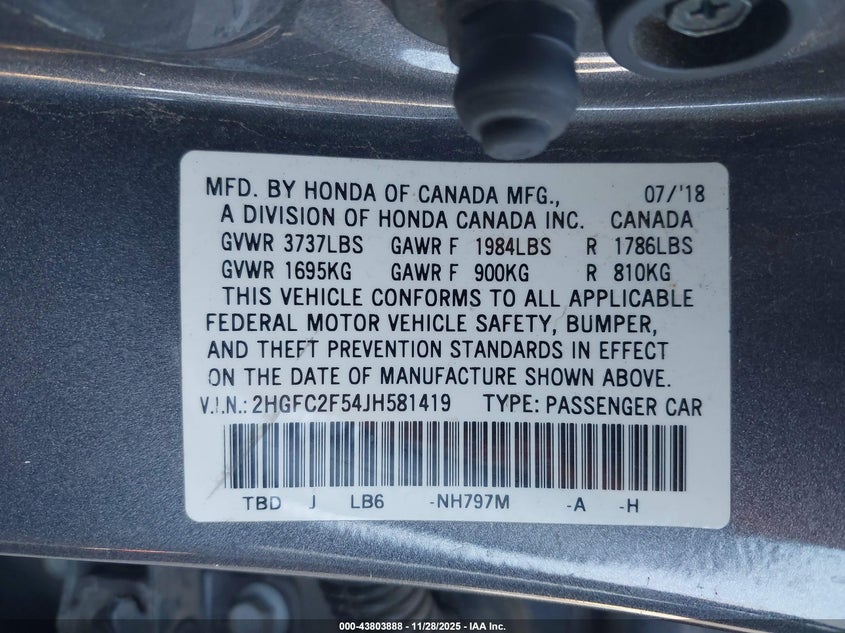 MFD. BY HONDA OF CANADA MFG., 07/'18
A DIVISION OF HONDA CANADA INC. CANADA
GVWR 3737LBS GAWR F 1984LBS R 1786LBS
GVWR 1695KG GAWR F 900KG R 810KG
THIS VEHICLE CONFORMS TO ALL APPLICABLE
FEDERAL MOTOR VEHICLE SAFETY, BUMPER,
AND THEFT PREVENTION STANDARDS IN EFFECT
ON THE DATE OF MANUFACTURE SHOWN ABOVE.
V.I.N.: 2HGFC2F54JH581419 TYPE: PASSENGER CAR
TBD J LB6 -NH797M -A -H
000-43803888 - 11/28/2025 - IAA Inc.